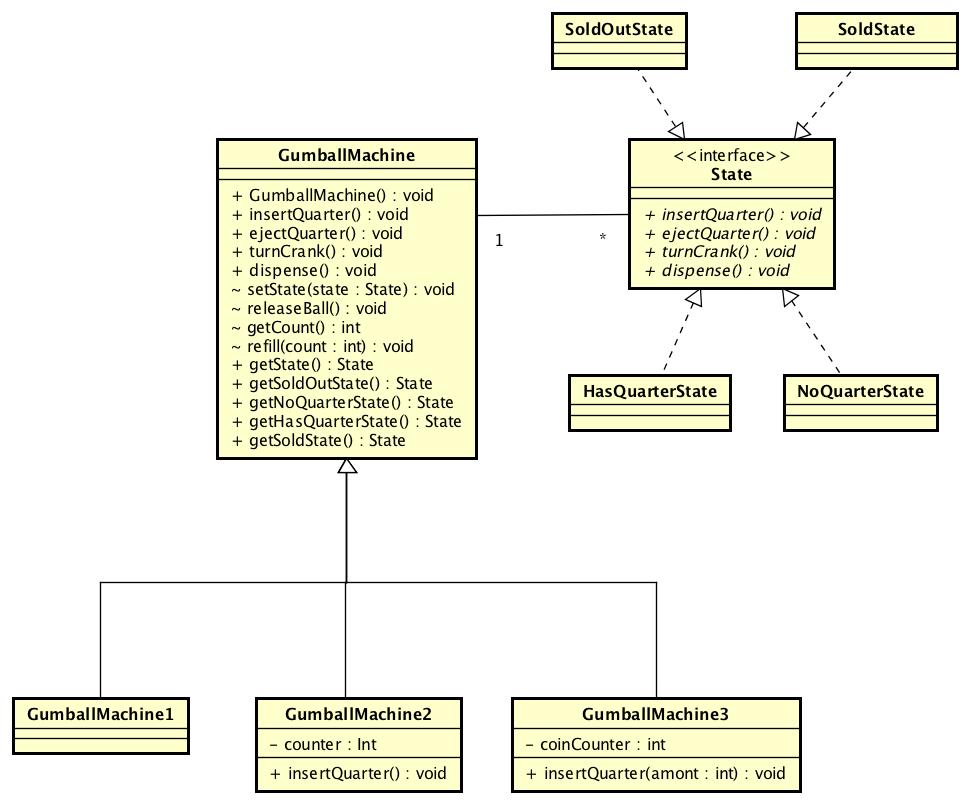 SoldOutState
SoldState
GumballMachine
+ GumballMachine() : void
+ insertQuarter() : void
+ ejectQuarter() : void
+ turnCrank() : void
+ dispense() : void
~ setState(state : State) : void
~ releaseBall() : void
~ getCount() : int
~ refill(count : int) : void
+ getState() : State
+ getSoldOutState() : State
+ getNoQuarterState() : State
+ getHasQuarterState() : State
+ getSoldState() : State
1
*
<<interface>>
State
+ insertQuarter() : void
+ ejectQuarter() : void
+ turnCrank() : void
+ dispense() : void
HasQuarterState
NoQuarterState
GumballMachine1
GumballMachine2
- counter : Int
+ insertQuarter() : void
GumballMachine3
- coinCounter : int
+ insertQuarter(amont : int) : void